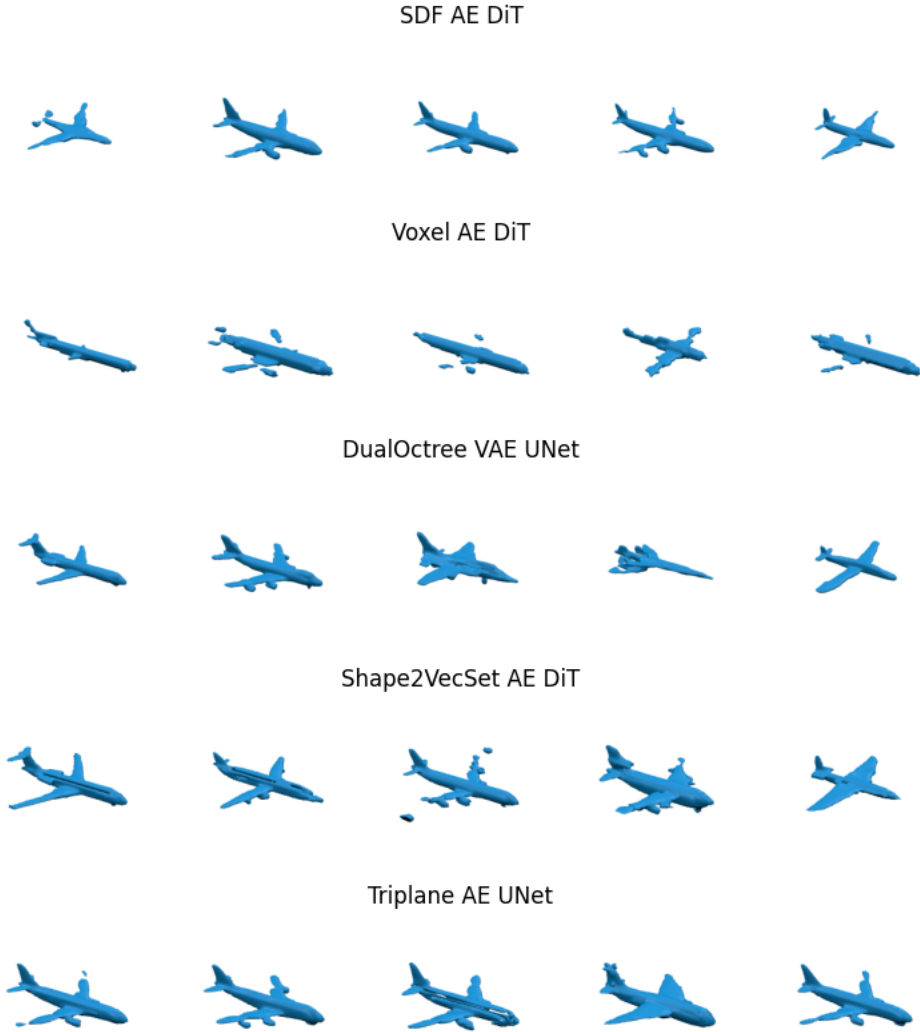 SDF AE DiT
Voxel AE DiT
DualOctree VAE UNet
Shape2VecSet AE DiT
Triplane AE UNet